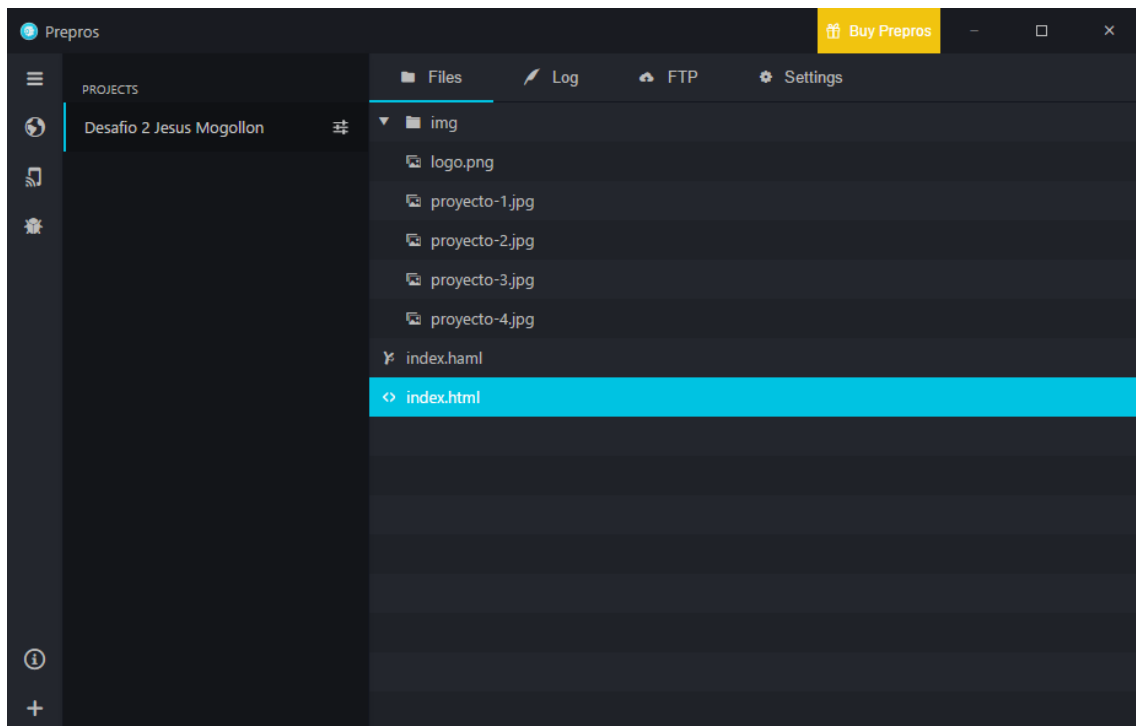 Prepros
Buy Prepros
PROJECTS
Desafio 2 Jesus Mogollon
Files
Log
FTP
Settings
img
logo.png
proyecto-1.jpg
proyecto-2.jpg
proyecto-3.jpg
proyecto-4.jpg
index.haml
index.html